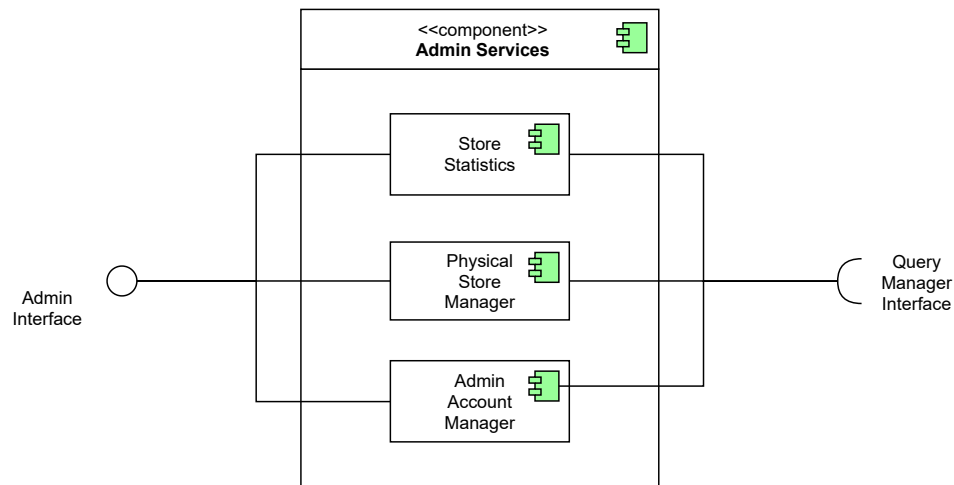 <<component>>
Admin Services
Store
Statistics
Physical
Store
Manager
Admin
Account
Manager
Admin
Interface
Query
Manager
Interface